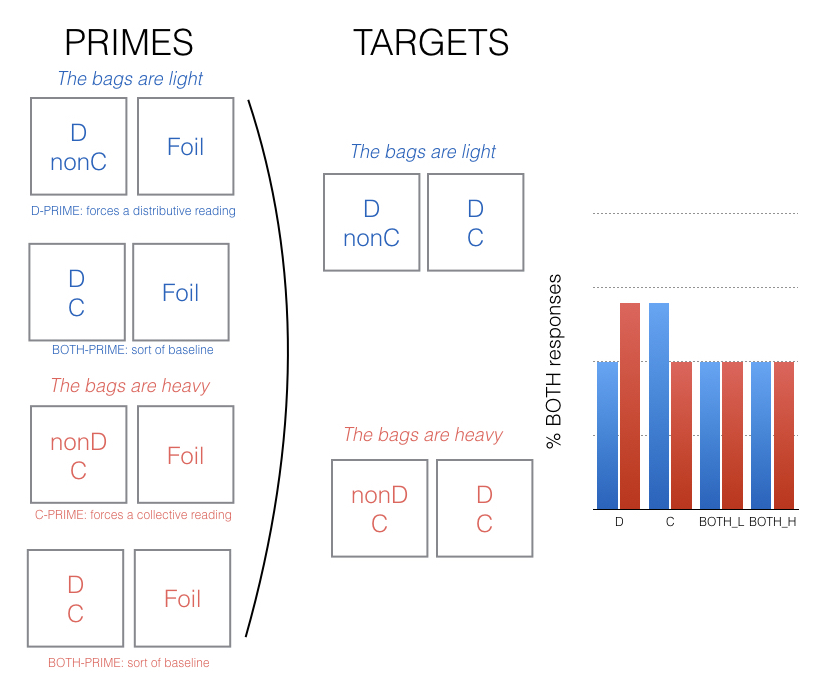 PRIMES
The bags are light
D
nonC
Foil
D-PRIME: forces a distributive reading
D
C
Foil
BOTH-PRIME: sort of baseline
The bags are heavy
nonD
C
Foil
C-PRIME: forces a collective reading
D
C
Foil
BOTH-PRIME: sort of baseline
TARGETS
The bags are light
D
nonC
D
C
The bags are heavy
nonD
C
D
C
% BOTH responses
D C BOTH_L BOTH_H